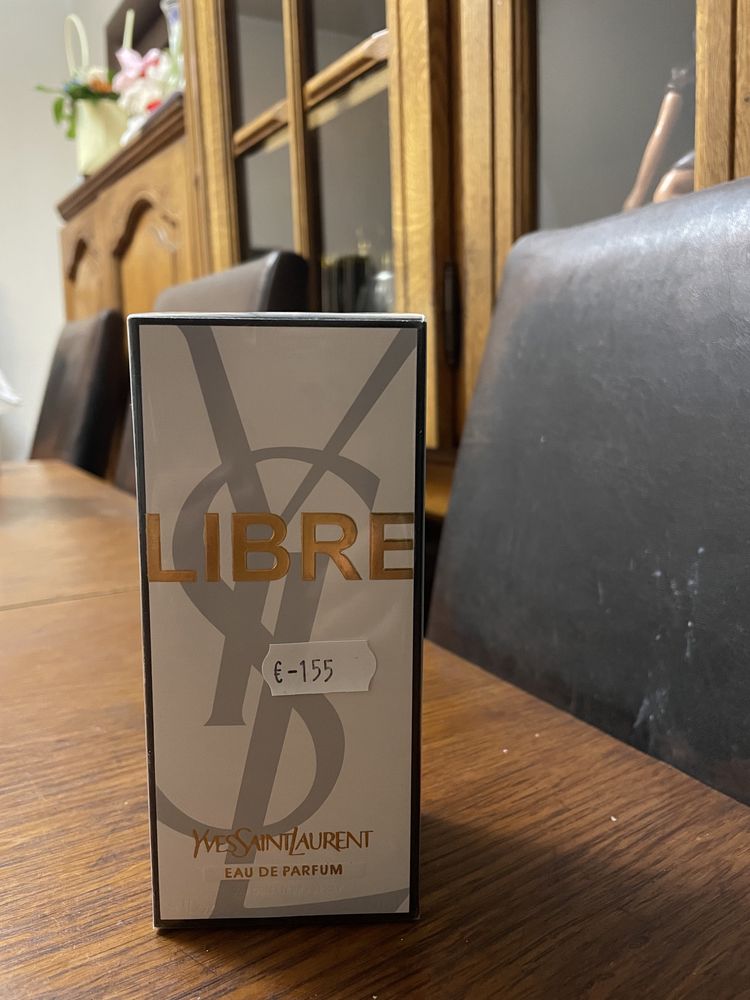 LIBRE
€-155
YVESSAINTLAURENT
EAU DE PARFUM